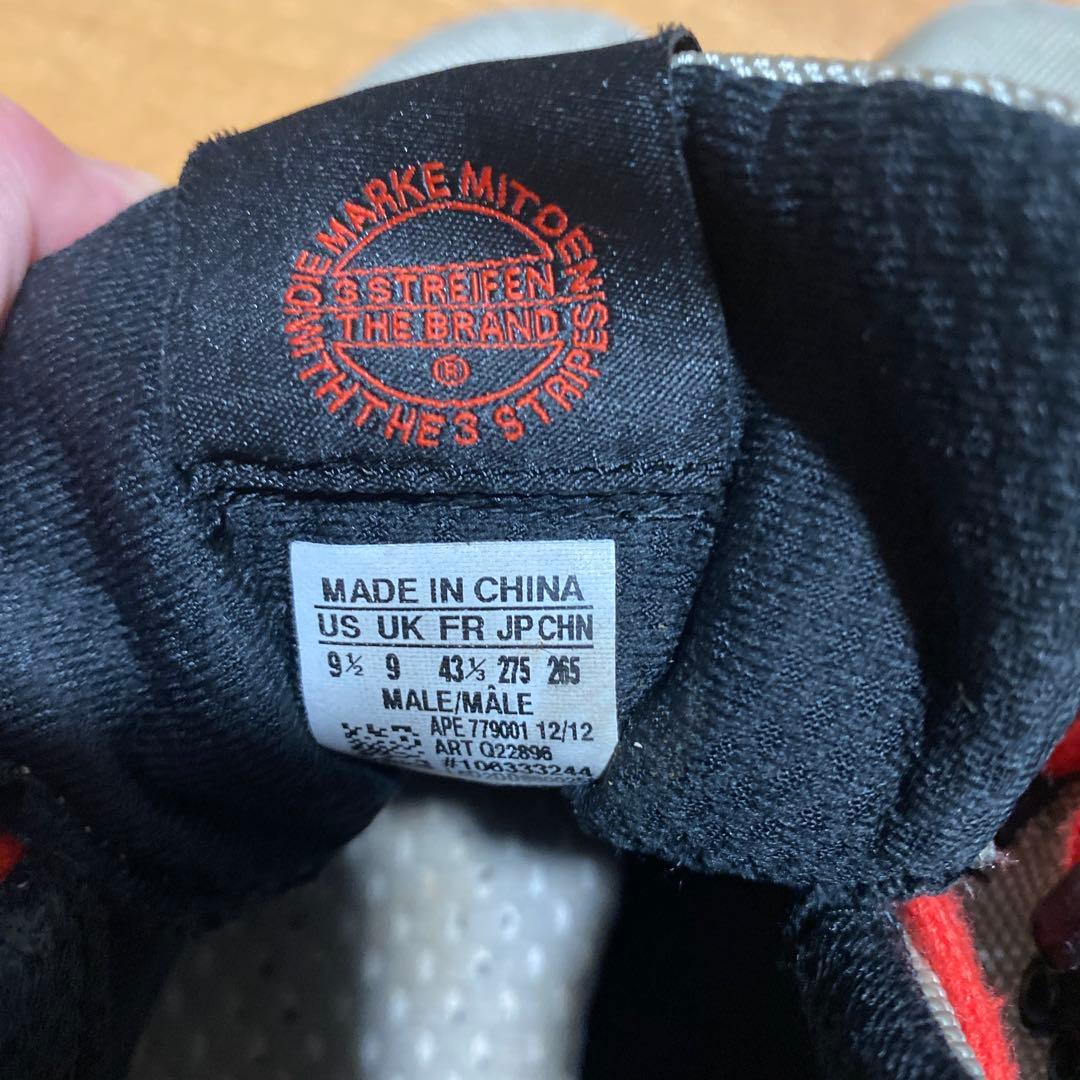 DIE MARKE MIT DEN
3 STREIFEN
THE BRAND
®
WITH THE 3 STRIPES
MADE IN CHINA
US UK FR JP CHN
9½ 9 43⅓ 275 265
MALE/MÂLE
APE 779001 12/12
ART Q22896
#106333244